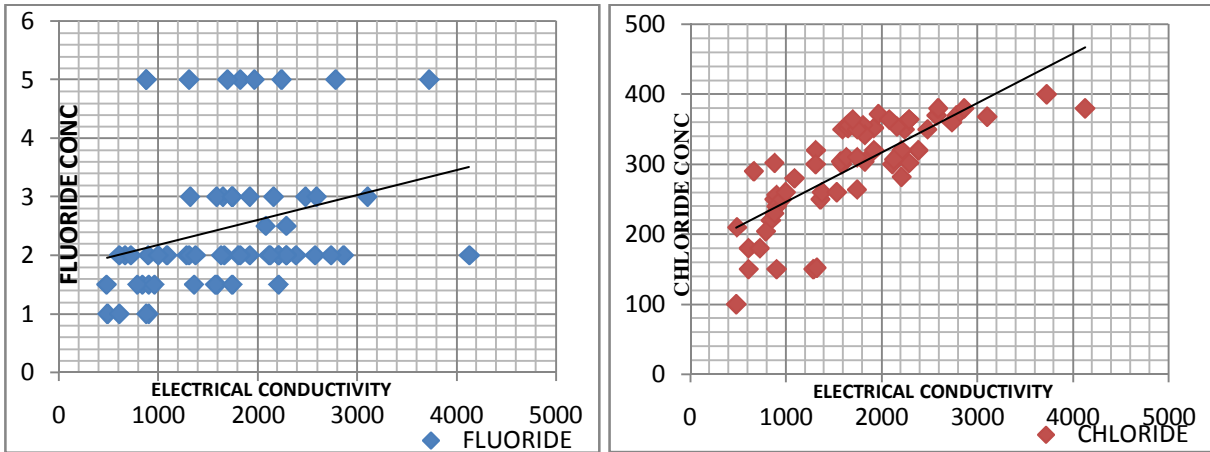 6
5
4
3
2
1
0
FLUORIDE CONC
ELECTRICAL CONDUCTIVITY
0 1000 2000 3000 4000 5000
FLUORIDE
500
400
300
200
100
0
CHLORIDE CONC
ELECTRICAL CONDUCTIVITY
0 1000 2000 3000 4000 5000
CHLORIDE